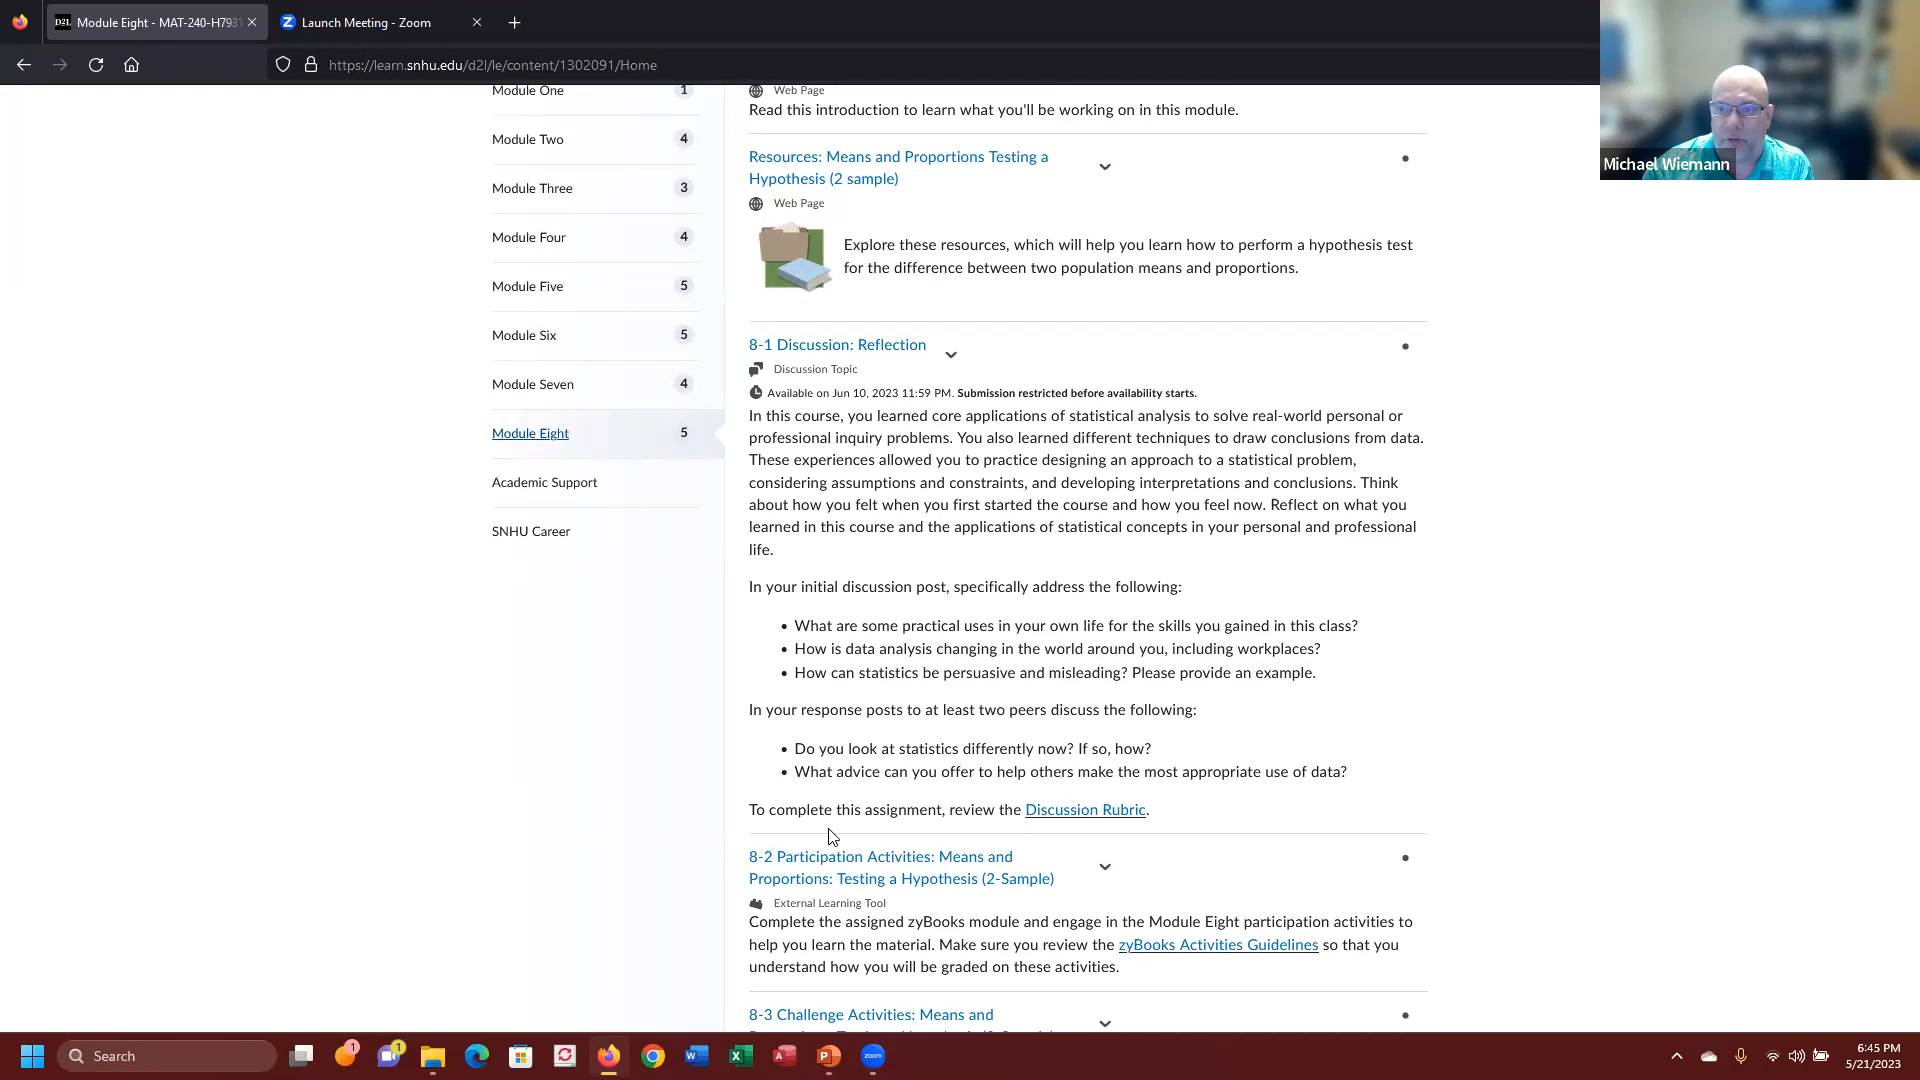 Module Eight - MAT-240-H7931
Launch Meeting - Zoom
https://learn.snhu.edu/d2l/le/content/1302091/Home
Michael Wiemann
Module One 1
Module Two 4
Module Three 3
Module Four 4
Module Five 5
Module Six 5
Module Seven 4
Module Eight 5
Academic Support
SNHU Career
Web Page
Read this introduction to learn what you'll be working on in this module.
Resources: Means and Proportions Testing a
Hypothesis (2 sample)
Web Page
Explore these resources, which will help you learn how to perform a hypothesis test
for the difference between two population means and proportions.
8-1 Discussion: Reflection
Discussion Topic
Available on Jun 10, 2023 11:59 PM. Submission restricted before availability starts.
In this course, you learned core applications of statistical analysis to solve real-world personal or
professional inquiry problems. You also learned different techniques to draw conclusions from data.
These experiences allowed you to practice designing an approach to a statistical problem,
considering assumptions and constraints, and developing interpretations and conclusions. Think
about how you felt when you first started the course and how you feel now. Reflect on what you
learned in this course and the applications of statistical concepts in your personal and professional
life.
In your initial discussion post, specifically address the following:
• What are some practical uses in your own life for the skills you gained in this class?
• How is data analysis changing in the world around you, including workplaces?
• How can statistics be persuasive and misleading? Please provide an example.
In your response posts to at least two peers discuss the following:
• Do you look at statistics differently now? If so, how?
• What advice can you offer to help others make the most appropriate use of data?
To complete this assignment, review the Discussion Rubric.
8-2 Participation Activities: Means and
Proportions: Testing a Hypothesis (2-Sample)
External Learning Tool
Complete the assigned zyBooks module and engage in the Module Eight participation activities to
help you learn the material. Make sure you review the zyBooks Activities Guidelines so that you
understand how you will be graded on these activities.
8-3 Challenge Activities: Means and
Search
1
1
zoom
6:45 PM
5/21/2023